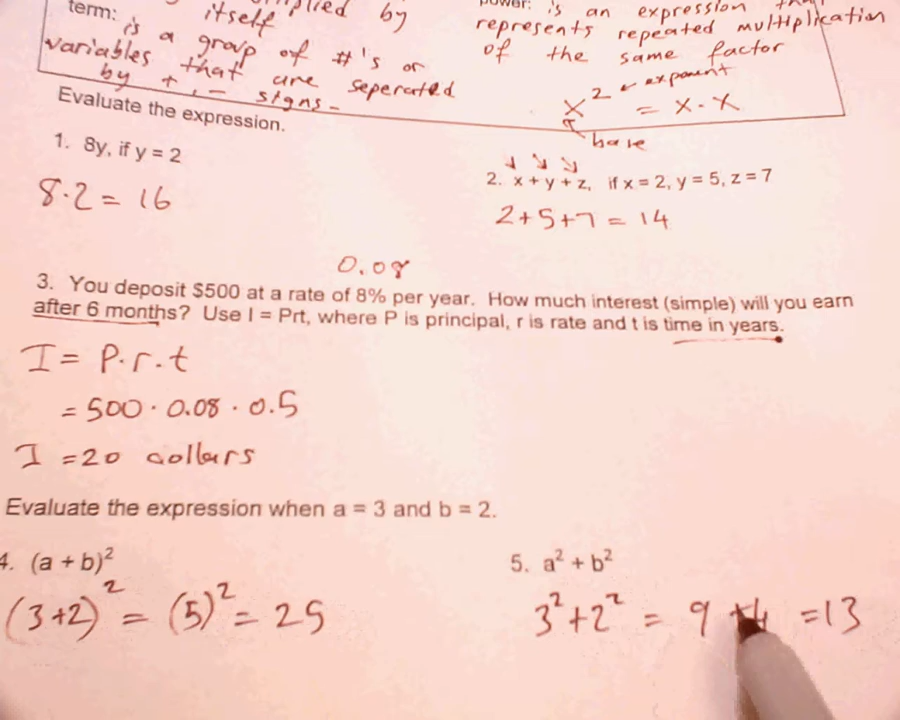 term: itself by
is a group of #'s or
variables that are seperated
by +, - signs.
power: is an expression
represents repeated multiplication
of the same factor
x² ← exponent = x · x
base
Evaluate the expression.
1. 8y, if y = 2
8·2 = 16
2. x + y + z, if x = 2, y = 5, z = 7
2+5+7 = 14
0.08
3. You deposit $500 at a rate of 8% per year. How much interest (simple) will you earn
after 6 months? Use I = Prt, where P is principal, r is rate and t is time in years.
I = P·r·t
= 500 · 0.08 · 0.5
I = 20 dollars
Evaluate the expression when a = 3 and b = 2.
4. (a + b)²
(3+2)² = (5)² = 25
5. a² + b²
3²+2² = 9 +4 =13